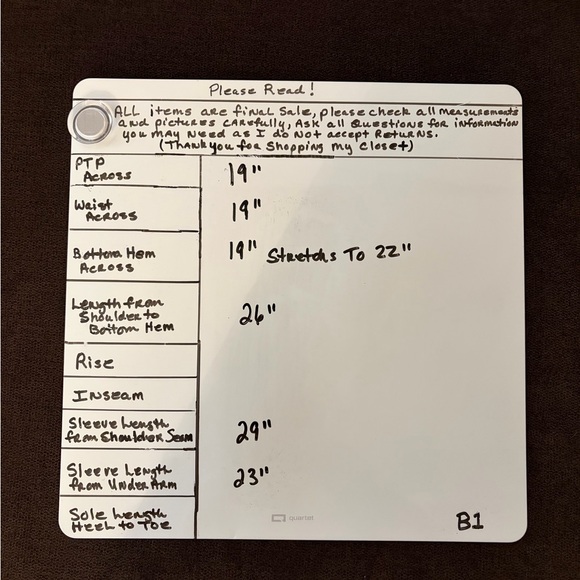 Please Read!
ALL items are final Sale, please check all measurements
and pictures carefully, Ask all Questions for information
you may Need as I do Not accept Returns.
(Thank you for Shopping my Closet)
PTP
Across
19"
Waist
Across
19"
Bottom Hem
Across
19" Stretchs To 22"
Length from
Shoulder to
Bottom Hem
26"
Rise
Inseam
Sleeve Length
from Shoulder Seam
29"
Sleeve Length
from Under Arm
23"
Sole Length
Heel to Toe
QUARTET
B1